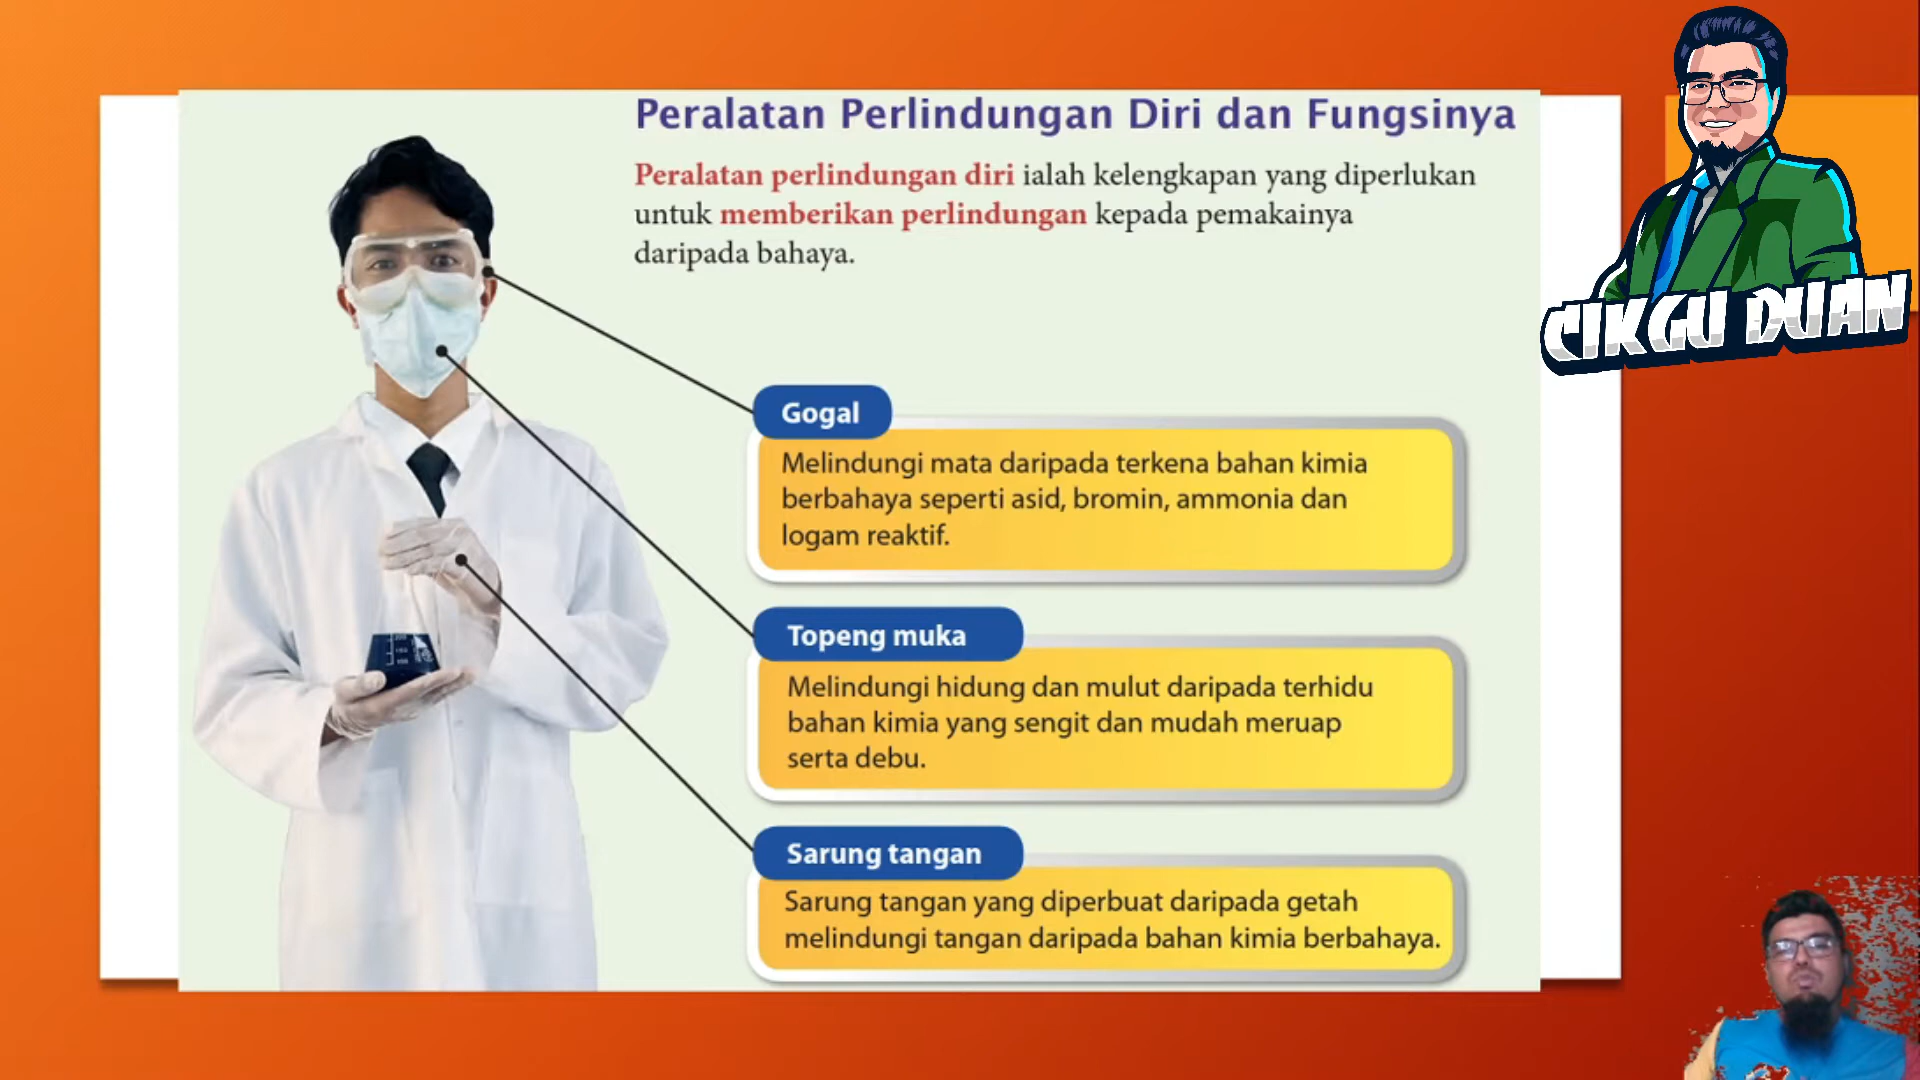 Peralatan Perlindungan Diri dan Fungsinya
Peralatan perlindungan diri ialah kelengkapan yang diperlukan
untuk memberikan perlindungan kepada pemakainya
daripada bahaya.
CIKGU DUAN
Gogal
Melindungi mata daripada terkena bahan kimia
berbahaya seperti asid, bromin, ammonia dan
logam reaktif.
Topeng muka
Melindungi hidung dan mulut daripada terhidu
bahan kimia yang sengit dan mudah meruap
serta debu.
Sarung tangan
Sarung tangan yang diperbuat daripada getah
melindungi tangan daripada bahan kimia berbahaya.